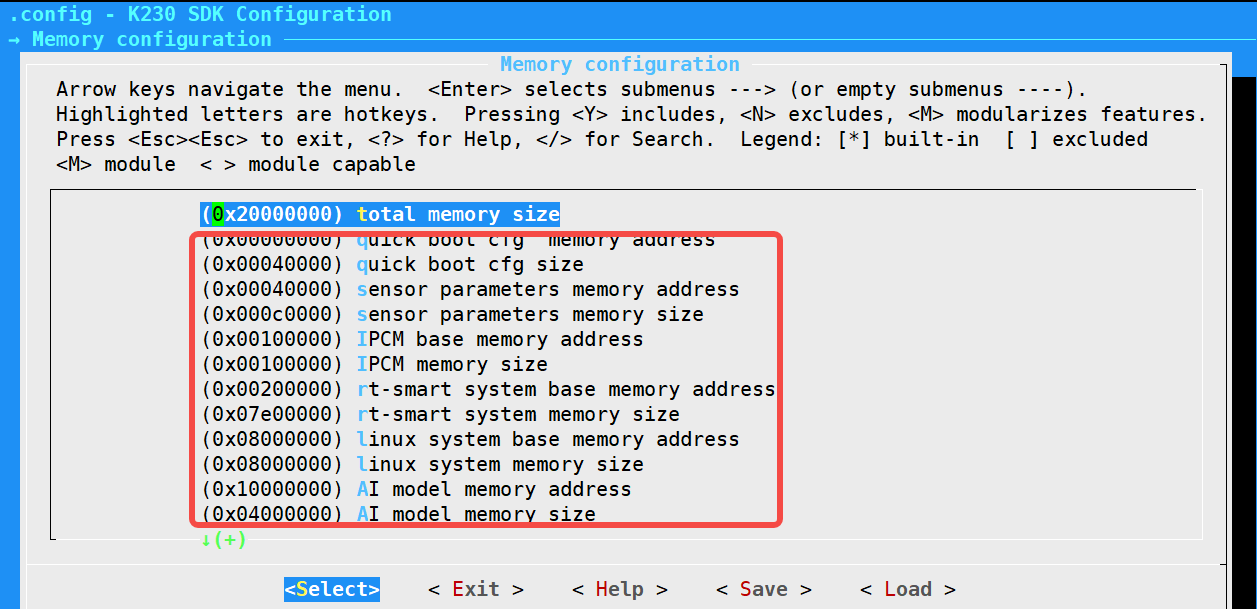 .config - K230 SDK Configuration
→ Memory configuration
Memory configuration
Arrow keys navigate the menu.  <Enter> selects submenus ---> (or empty submenus ----).
Highlighted letters are hotkeys.  Pressing <Y> includes, <N> excludes, <M> modularizes features.
Press <Esc><Esc> to exit, <?> for Help, </> for Search.  Legend: [*] built-in  [ ] excluded
<M> module  < > module capable
(0x20000000) total memory size
(0x00000000) quick boot cfg  memory address
(0x00040000) quick boot cfg size
(0x00040000) sensor parameters memory address
(0x000c0000) sensor parameters memory size
(0x00100000) IPCM base memory address
(0x00100000) IPCM memory size
(0x00200000) rt-smart system base memory address
(0x07e00000) rt-smart system memory size
(0x08000000) linux system base memory address
(0x08000000) linux system memory size
(0x10000000) AI model memory address
(0x04000000) AI model memory size
↓(+)
<Select>    < Exit >    < Help >    < Save >    < Load >